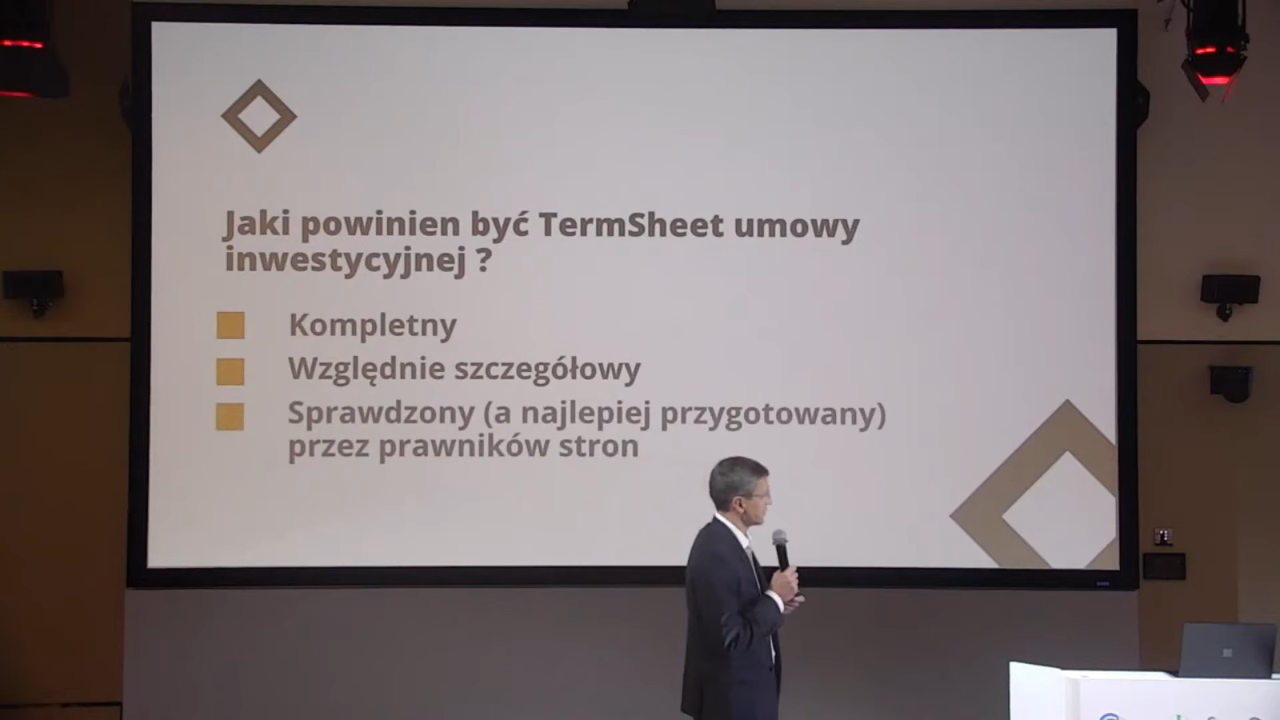 Jaki powinien być TermSheet umowy
inwestycyjnej ?
Kompletny
Względnie szczegółowy
Sprawdzony (a najlepiej przygotowany)
przez prawników stron